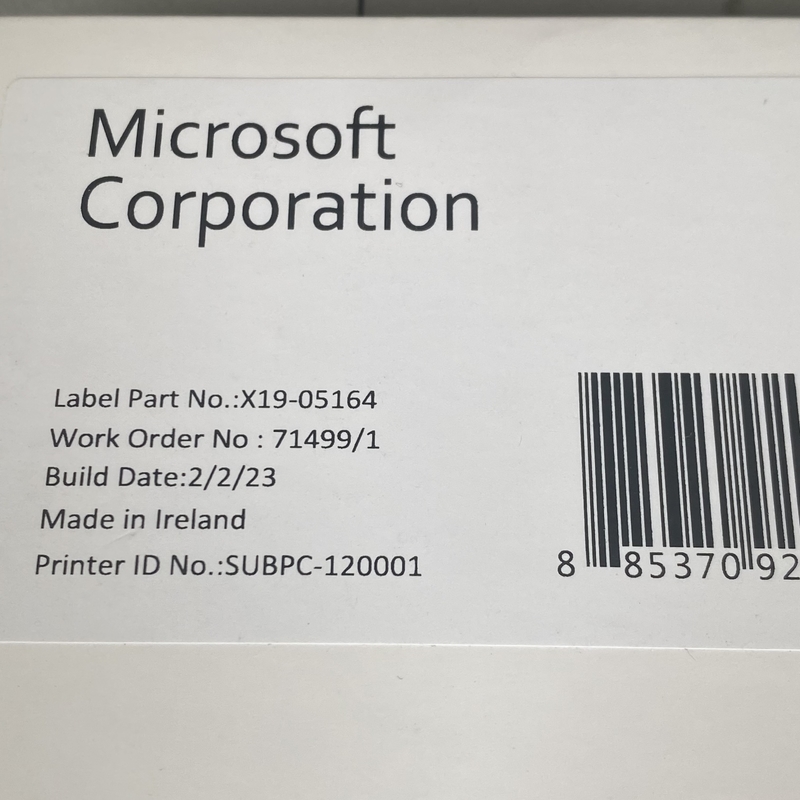 Microsoft
Corporation
Label Part No.:X19-05164
Work Order No : 71499/1
Build Date:2/2/23
Made in Ireland
Printer ID No.:SUBPC-120001
8 85370 92